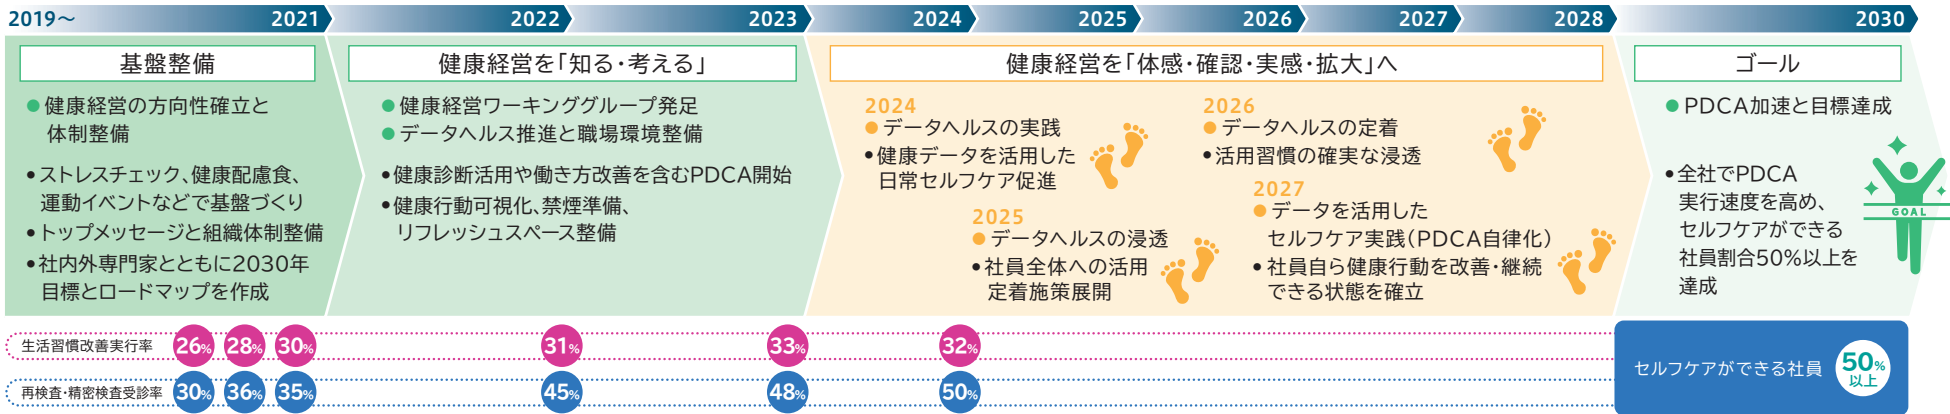 2019～ 2021 2022 2023 2024 2025 2026 2027 2028 2030
基盤整備
●健康経営の方向性確立と
体制整備
•ストレスチェック、健康配慮食、
運動イベントなどで基盤づくり
•トップメッセージと組織体制整備
•社内外専門家とともに2030年
目標とロードマップを作成
健康経営を「知る・考える」
●健康経営ワーキンググループ発足
●データヘルス推進と職場環境整備
•健康診断活用や働き方改善を含むPDCA開始
•健康行動可視化、禁煙準備、
リフレッシュスペース整備
健康経営を「体感・確認・実感・拡大」へ
2024
●データヘルスの実践
•健康データを活用した
日常セルフケア促進
2025
●データヘルスの浸透
•社員全体への活用
定着施策展開
2026
●データヘルスの定着
•活用習慣の確実な浸透
2027
●データを活用した
セルフケア実践（PDCA自律化）
•社員自ら健康行動を改善・継続
できる状態を確立
ゴール
●PDCA加速と目標達成
•全社でPDCA
実行速度を高め、
セルフケアができる
社員割合50%以上を
達成
GOAL
生活習慣改善実行率 26% 28% 30% 31% 33% 32%
再検査・精密検査受診率 30% 36% 35% 45% 48% 50%
セルフケアができる社員 50%
以上